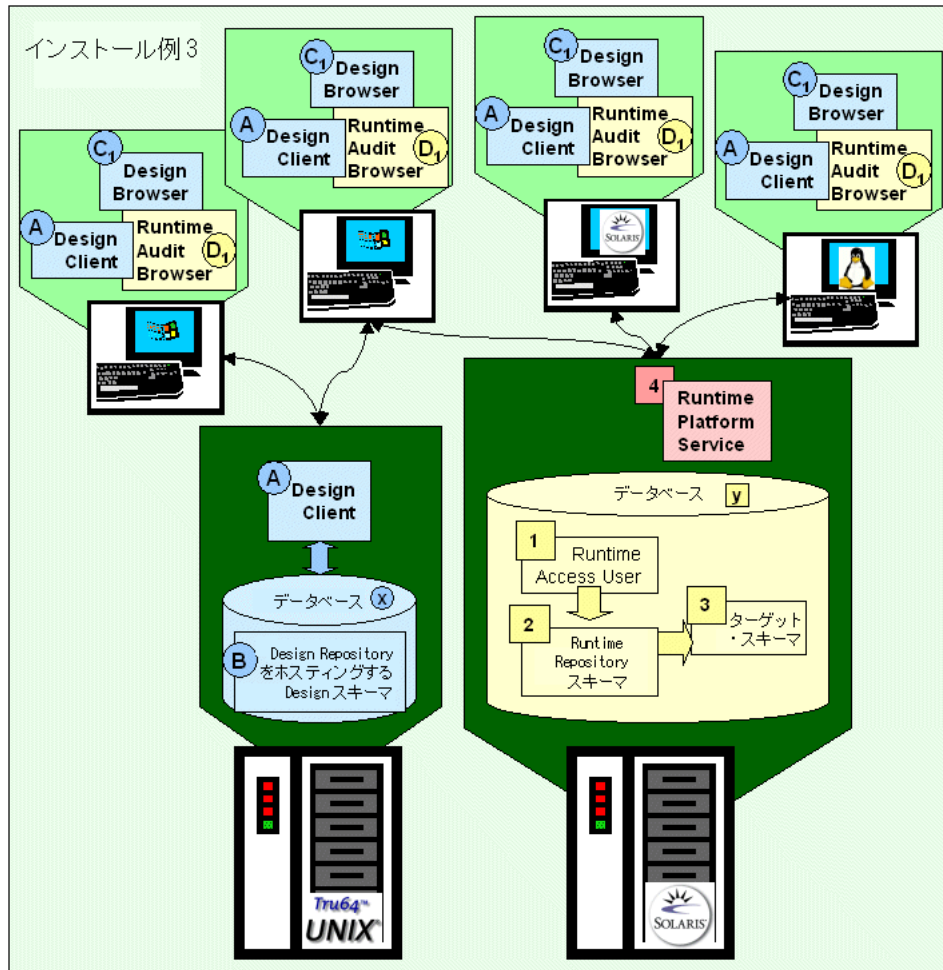 インストール例 3
C1
Design
Browser
A
Design
Client
Runtime
Audit
Browser
D1
C1
Design
Browser
A
Design
Client
Runtime
Audit
Browser
D1
C1
Design
Browser
A
Design
Client
Runtime
Audit
Browser
D1
SOLARIS
C1
Design
Browser
A
Design
Client
Runtime
Audit
Browser
D1
A
Design
Client
データベース x
B
Design Repository
をホスティングする
Designスキーマ
Tru64™
UNIX®
4
Runtime
Platform
Service
データベース y
1
Runtime
Access User
2
Runtime
Repository
スキーマ
3
ターゲット
・スキーマ
SOLARIS